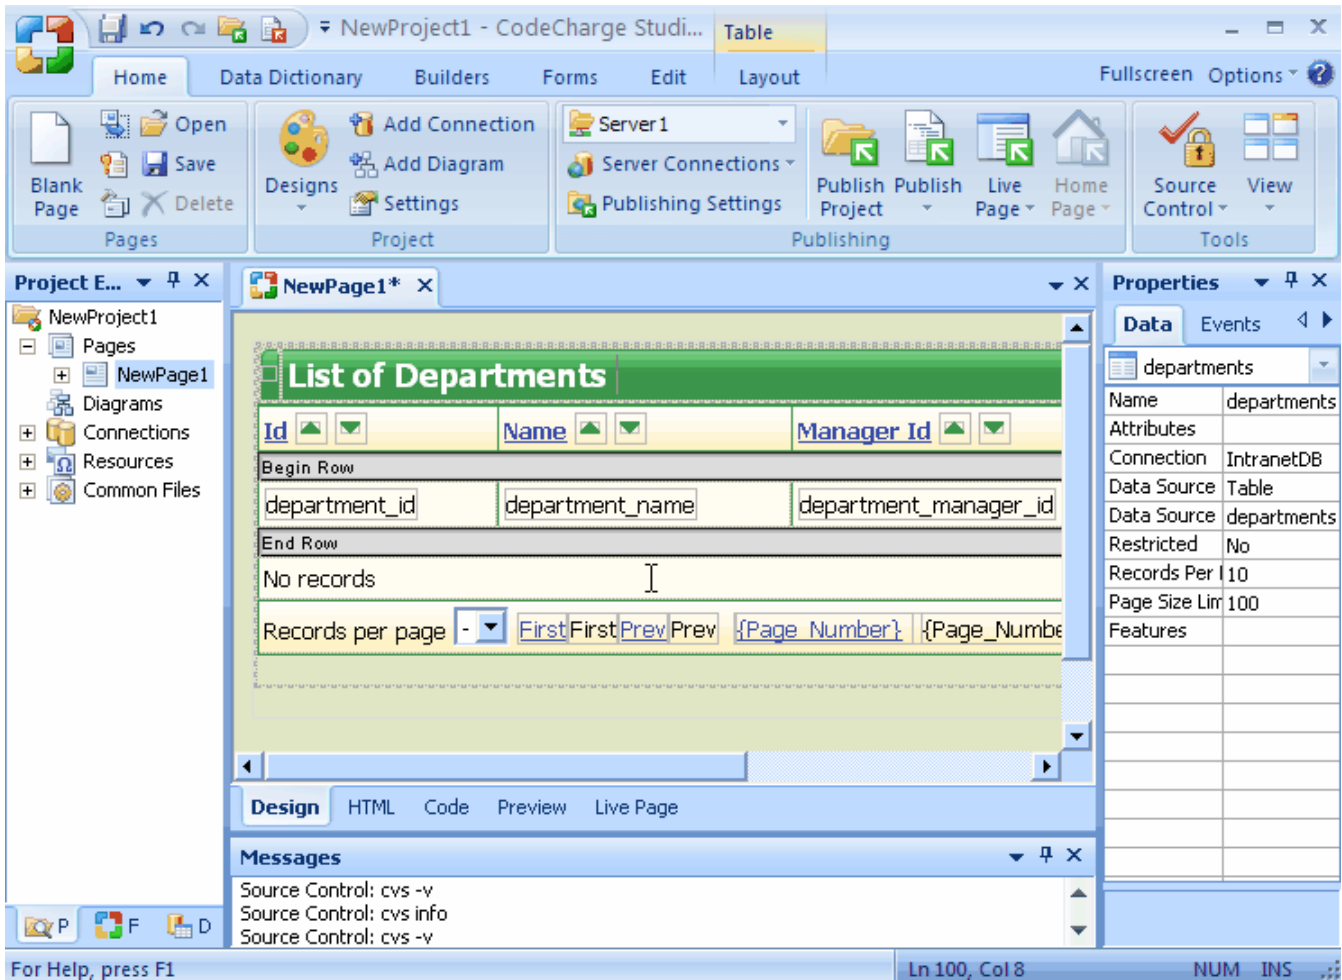 NewProject1 - CodeCharge Studi...
Table
Home Data Dictionary Builders Forms Edit Layout
Fullscreen Options
Blank Page
Open
Save
Delete
Pages
Designs
Add Connection
Add Diagram
Settings
Project
Server1
Server Connections
Publishing Settings
Publish Project
Publish
Live Page
Home Page
Publishing
Source Control
View
Tools
Project E...
NewProject1
Pages
NewPage1
Diagrams
Connections
Resources
Common Files
P F D
NewPage1*
List of Departments
Id Name Manager Id
Begin Row
department_id department_name department_manager_id
End Row
No records
Records per page - First First Prev Prev {Page_Number} {Page_Numbe
Design HTML Code Preview Live Page
Messages
Source Control: cvs -v
Source Control: cvs info
Source Control: cvs -v
Properties
Data Events
departments
Name departments
Attributes
Connection IntranetDB
Data Source Table
Data Source departments
Restricted No
Records Per 10
Page Size Lim 100
Features
For Help, press F1
Ln 100, Col 8
NUM INS